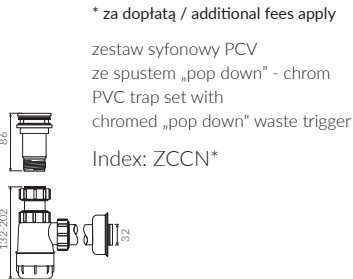 * za dopłatą / additional fees apply
zestaw syfonowy PCV
ze spustem „pop down” - chrom
PVC trap set with
chromed „pop down" waste trigger
Index: ZCCN*
86
132-202
32